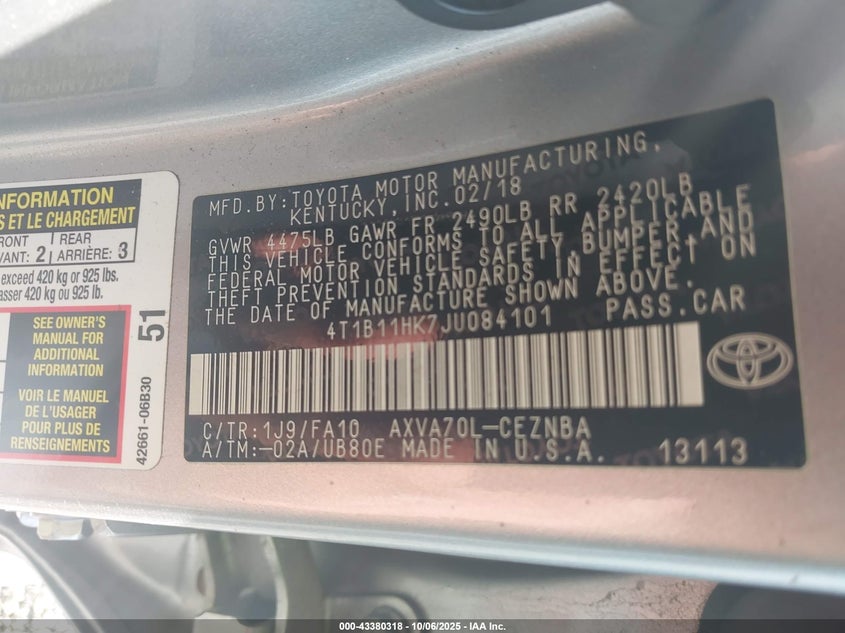 INFORMATION
S ET LE CHARGEMENT
FRONT
VANT: 2
REAR
ARRIÈRE: 3
exceed 420 kg or 925 lbs.
asser 420 kg ou 925 lb.
SEE OWNER'S
MANUAL FOR
ADDITIONAL
INFORMATION
VOIR LE MANUEL
DE L'USAGER
POUR PLUS DE
RENSEIGNEMENTS
42661-06B30
51
MFD.BY:TOYOTA MOTOR MANUFACTURING,
KENTUCKY, INC.02/18
GVWR 4475LB GAWR FR 2490LB RR 2420LB
THIS VEHICLE CONFORMS TO ALL APPLICABLE
FEDERAL MOTOR VEHICLE SAFETY,BUMPER,AND
THEFT PREVENTION STANDARDS IN EFFECT ON
THE DATE OF MANUFACTURE SHOWN ABOVE.
4T1B11HK7JU084101 PASS.CAR
C/TR:1J9/FA10 AXVA70L-CEZNBA
A/TM:-02A/UB80E MADE IN U.S.A. 13113
000-43380318 - 10/06/2025 - IAA Inc.